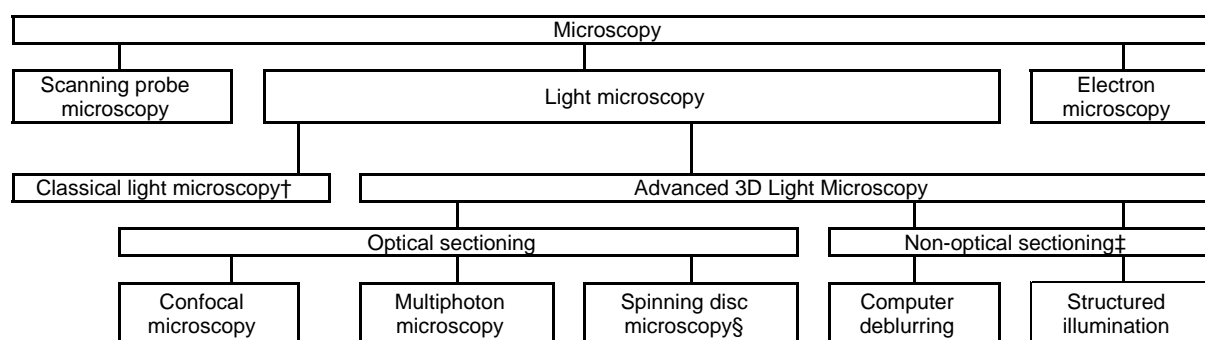 Microscopy
Scanning probe
microscopy
Light microscopy
Electron
microscopy
Classical light microscopy†
Advanced 3D Light Microscopy
Optical sectioning
Non-optical sectioning‡
Confocal
microscopy
Multiphoton
microscopy
Spinning disc
microscopy§
Computer
deblurring
Structured
illumination